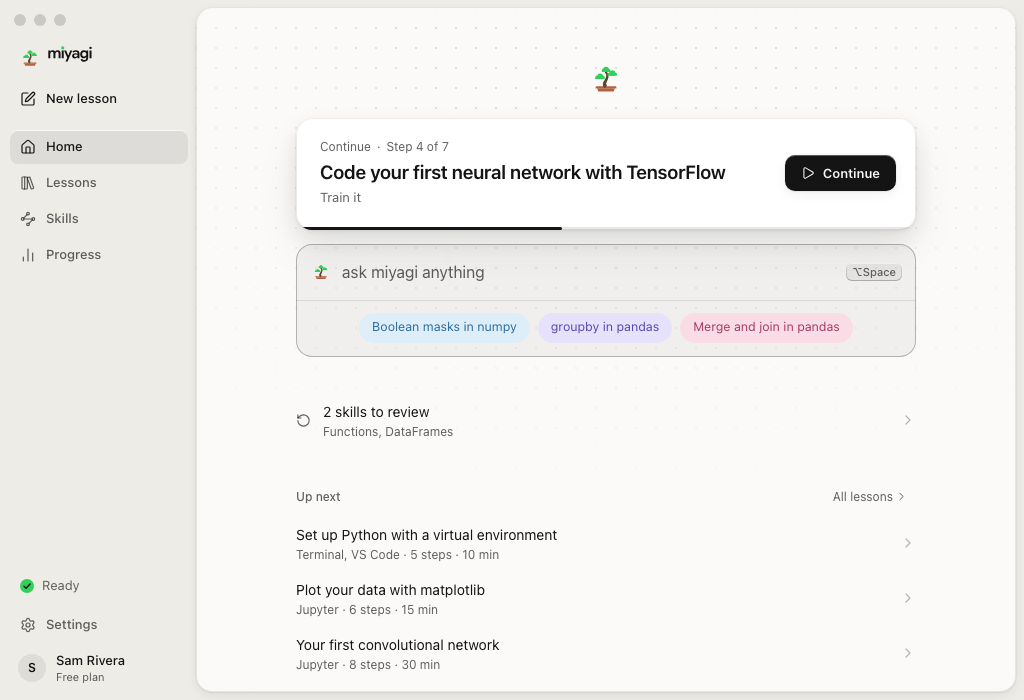 miyagi
New lesson
Home
Lessons
Skills
Progress
Ready
Settings
S
Sam Rivera
Free plan
Continue · Step 4 of 7
Code your first neural network with TensorFlow
Train it
Continue
ask miyagi anything
⌥Space
Boolean masks in numpy
groupby in pandas
Merge and join in pandas
2 skills to review
Functions, DataFrames
Up next
All lessons
Set up Python with a virtual environment
Terminal, VS Code · 5 steps · 10 min
Plot your data with matplotlib
Jupyter · 6 steps · 15 min
Your first convolutional network
Jupyter · 8 steps · 30 min